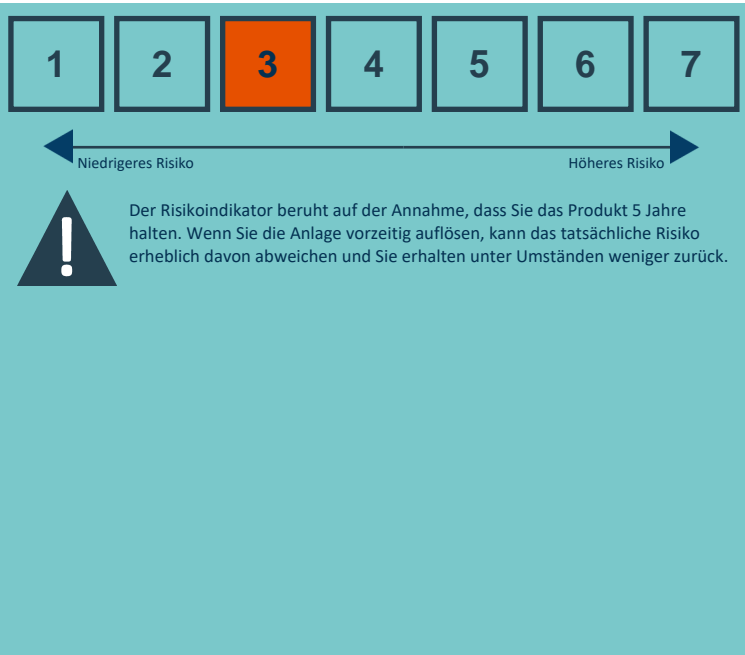 1 2 3 4 5 6 7
Niedrigeres Risiko Höheres Risiko
Der Risikoindikator beruht auf der Annahme, dass Sie das Produkt 5 Jahre
halten. Wenn Sie die Anlage vorzeitig auflösen, kann das tatsächliche Risiko
erheblich davon abweichen und Sie erhalten unter Umständen weniger zurück.